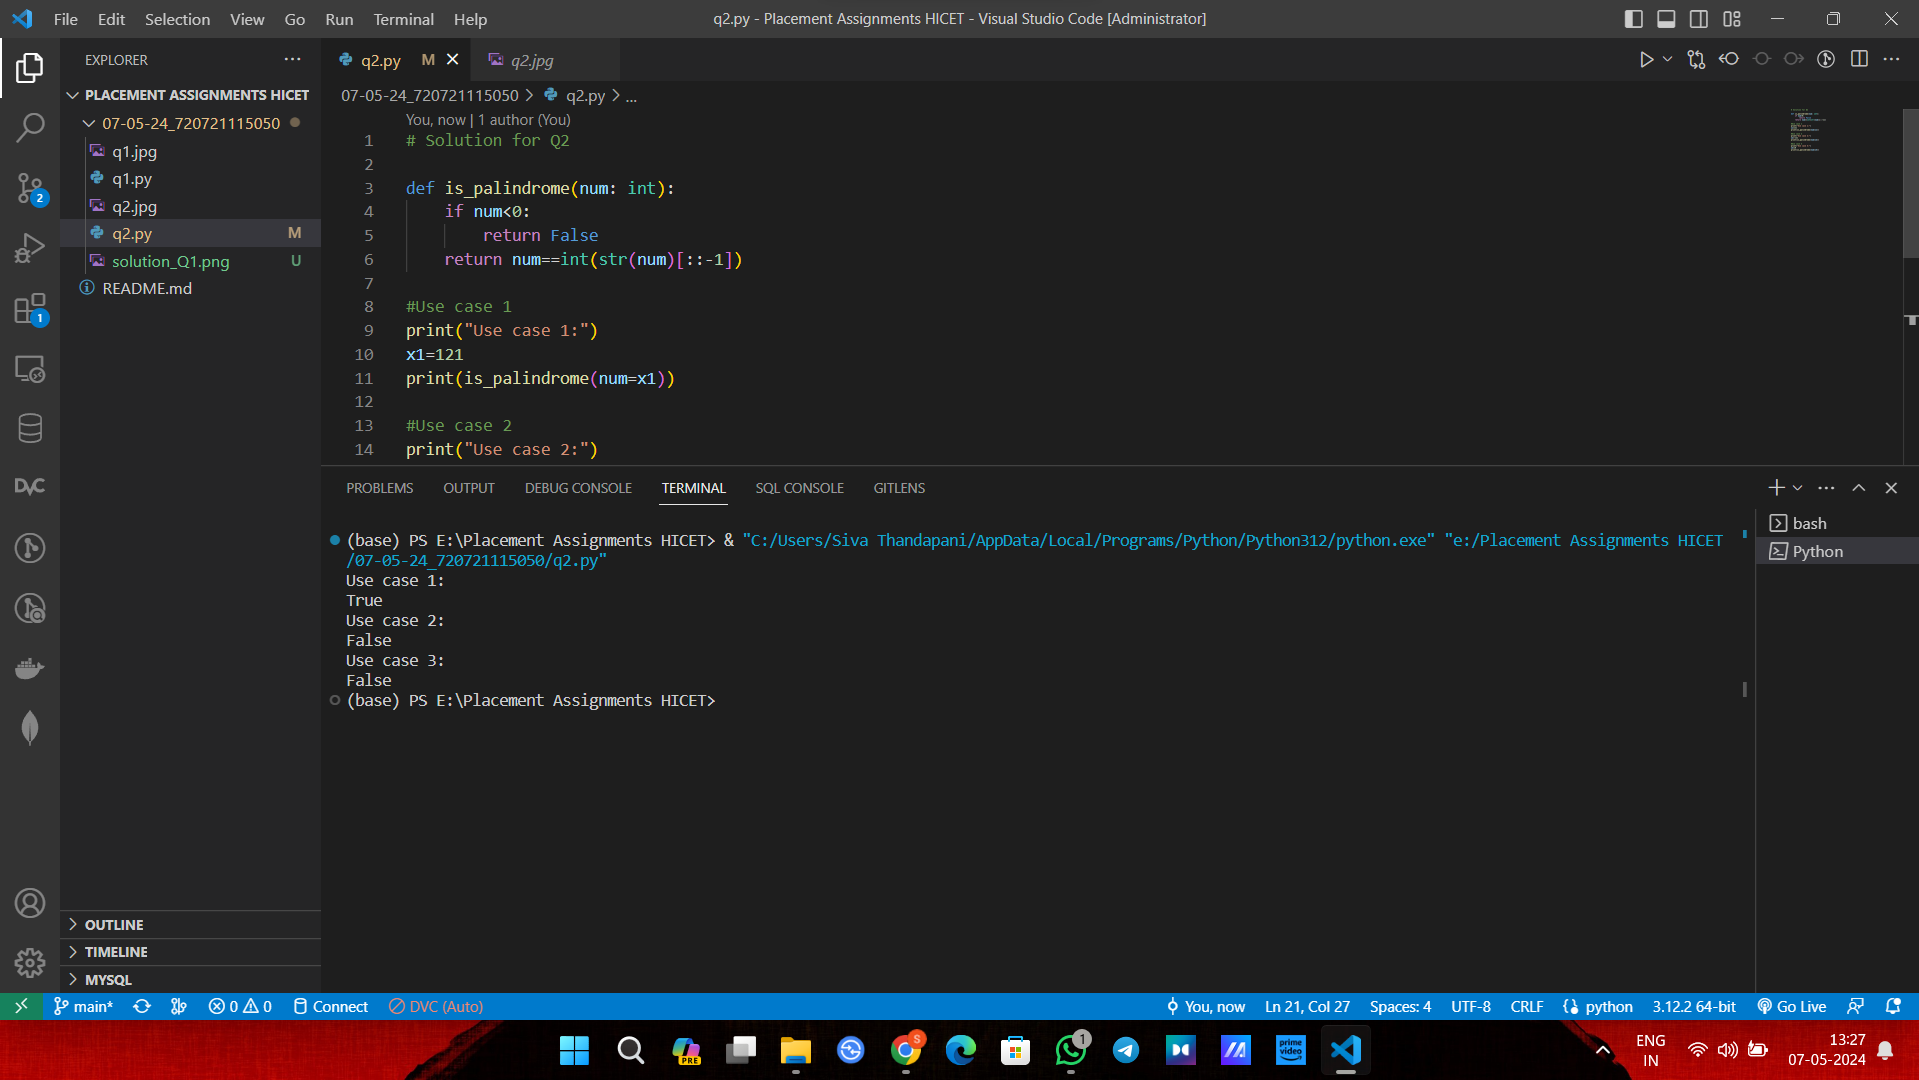 File Edit Selection View Go Run Terminal Help
q2.py - Placement Assignments HICET - Visual Studio Code [Administrator]
EXPLORER
PLACEMENT ASSIGNMENTS HICET
07-05-24_720721115050
q1.jpg
q1.py
q2.jpg
q2.py M
solution_Q1.png U
README.md
OUTLINE
TIMELINE
MYSQL
2
1
DVC
q2.py M
q2.jpg
07-05-24_720721115050 > q2.py > ...
You, now | 1 author (You)
1 # Solution for Q2
2
3 def is_palindrome(num: int):
4 if num<0:
5 return False
6 return num==int(str(num)[::-1])
7
8 #Use case 1
9 print("Use case 1:")
10 x1=121
11 print(is_palindrome(num=x1))
12
13 #Use case 2
14 print("Use case 2:")
PROBLEMS OUTPUT DEBUG CONSOLE TERMINAL SQL CONSOLE GITLENS
(base) PS E:\Placement Assignments HICET> & "C:/Users/Siva Thandapani/AppData/Local/Programs/Python/Python312/python.exe" "e:/Placement Assignments HICET
/07-05-24_720721115050/q2.py"
Use case 1:
True
Use case 2:
False
Use case 3:
False
(base) PS E:\Placement Assignments HICET>
bash
Python
main* 0 0 Connect DVC (Auto) You, now Ln 21, Col 27 Spaces: 4 UTF-8 CRLF python 3.12.2 64-bit Go Live
PRE
S
1
prime
video
ENG
IN
13:27
07-05-2024